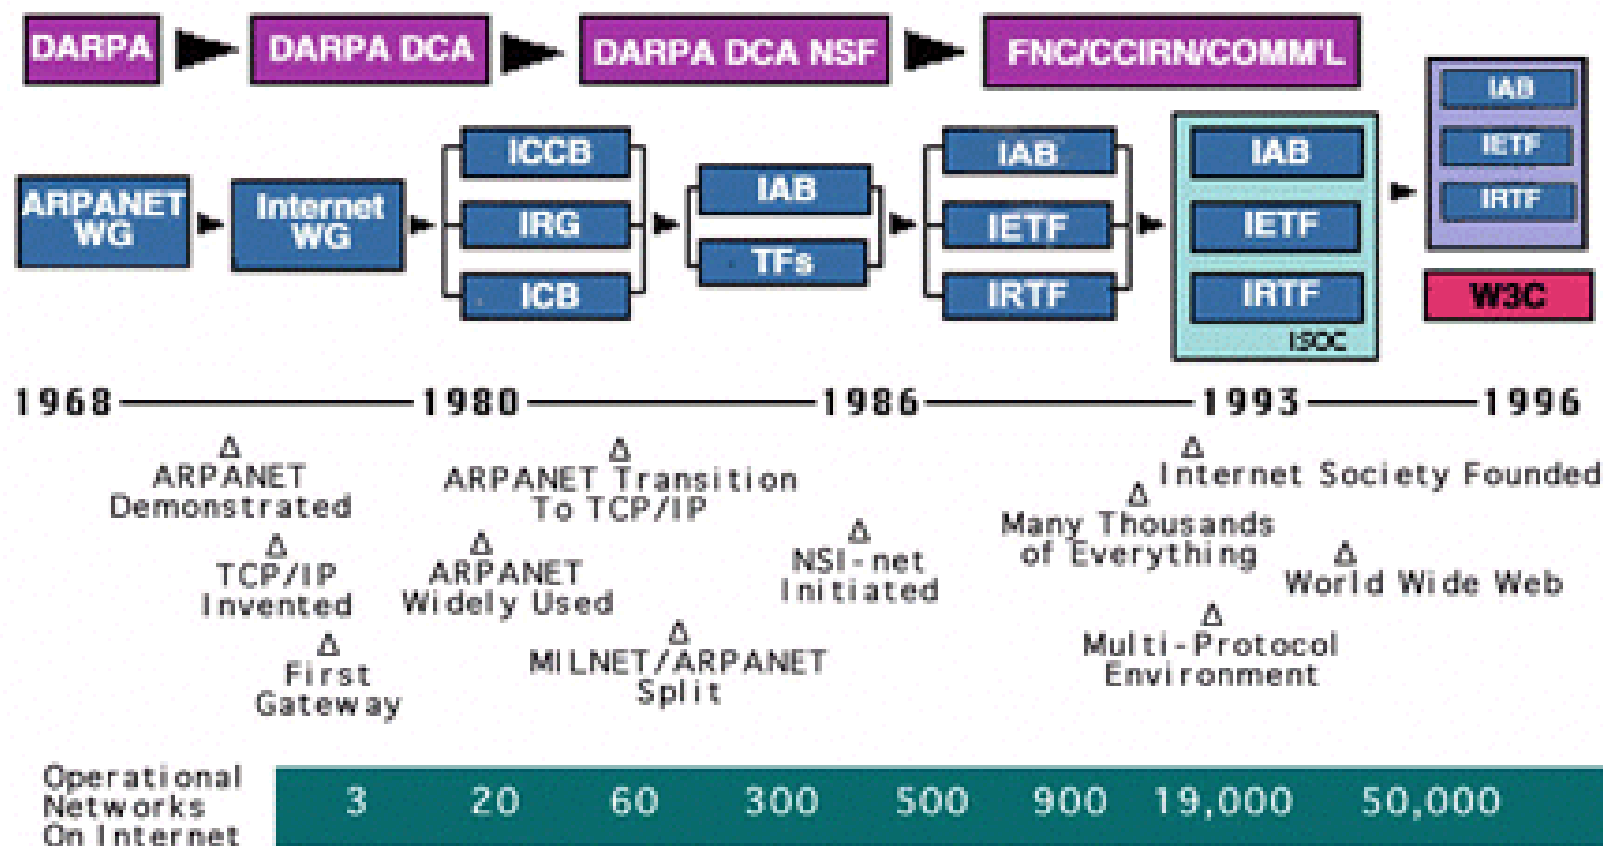 DARPA
DARPA DCA
DARPA DCA NSF
FNC/CCIRN/COMM'L
ARPANET
WG
Internet
WG
ICCB
IRG
ICB
IAB
TFs
IAB
IETF
IRTF
IAB
IETF
IRTF
ISOC
IAB
IETF
IRTF
W3C
1968
1980
1986
1993
1996
ARPANET
Demonstrated
TCP/IP
Invented
First
Gateway
ARPANET Transition
To TCP/IP
ARPANET
Widely Used
MILNET/ARPANET
Split
NSI-net
Initiated
Internet Society Founded
Many Thousands
of Everything
World Wide Web
Multi-Protocol
Environment
Operational
Networks
On Internet
3 20 60 300 500 900 19,000 50,000